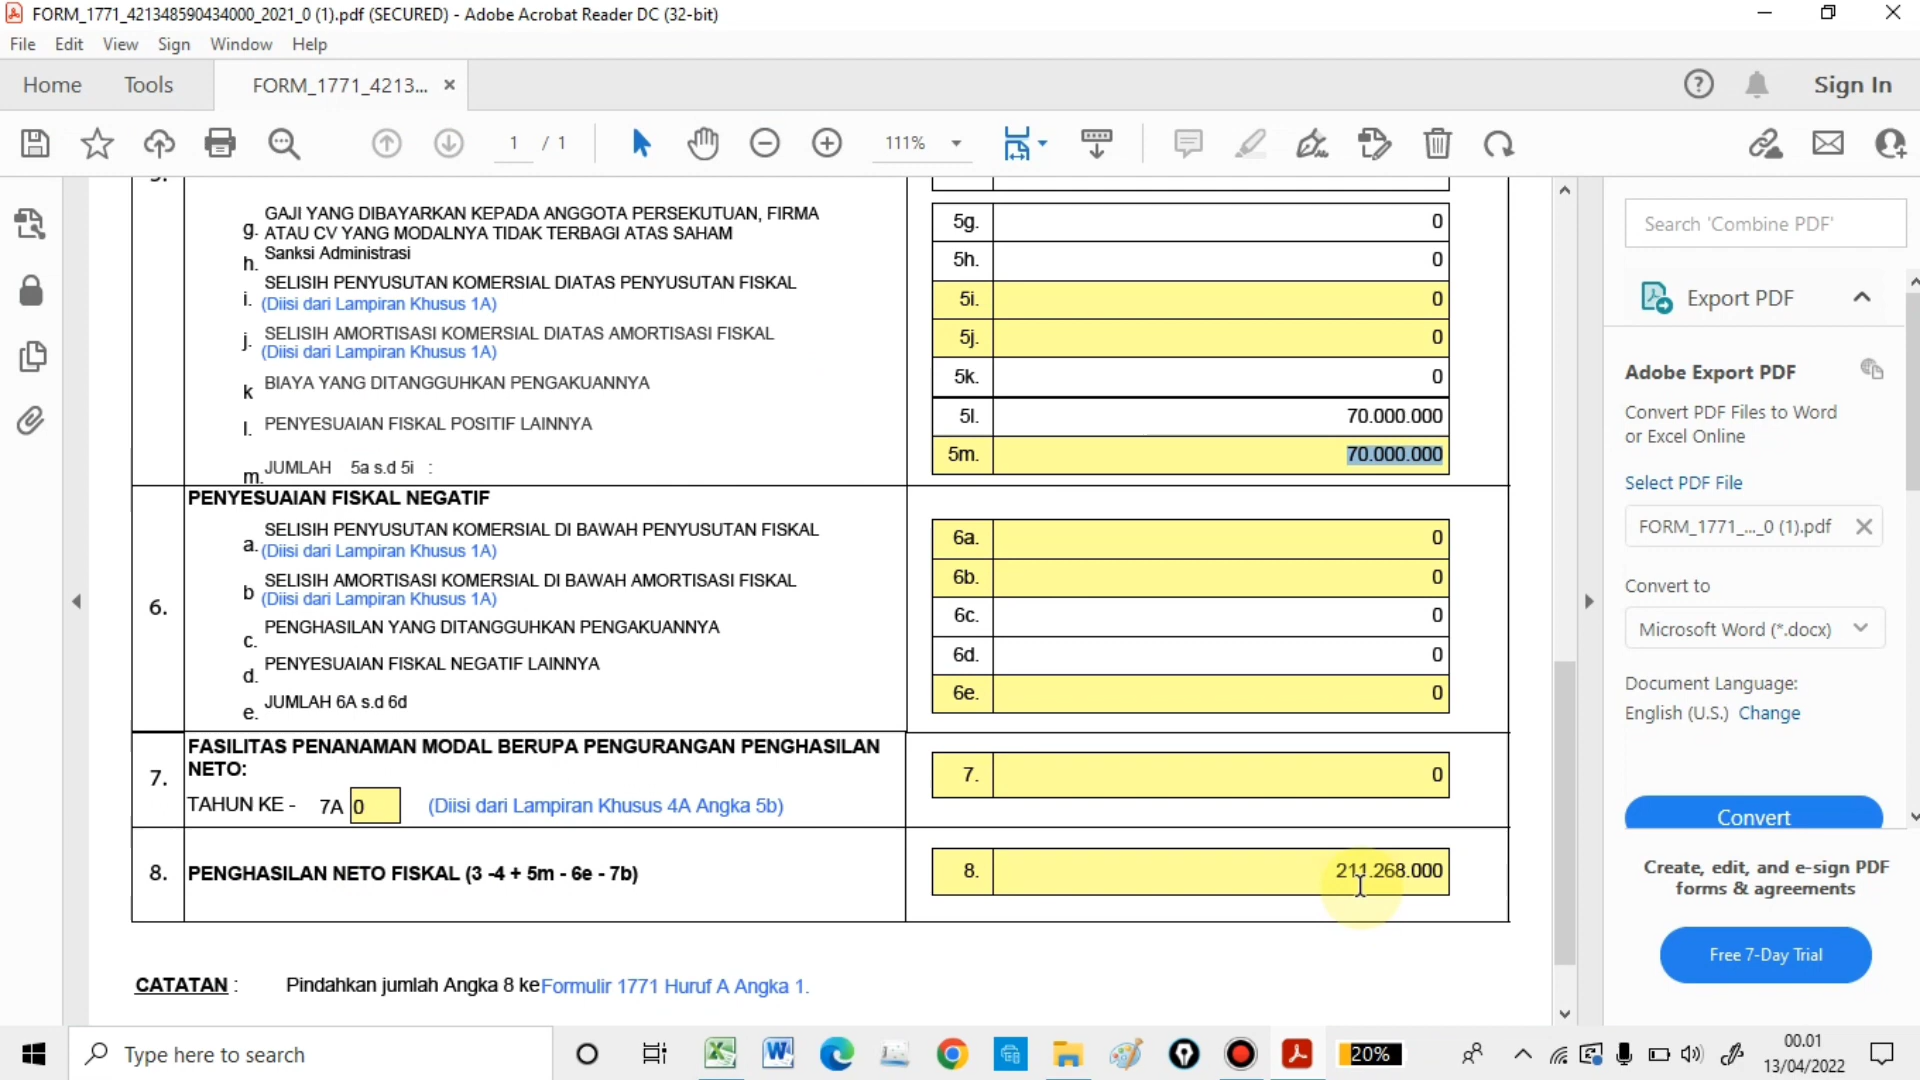 FORM_1771_421348590434000_2021_0 (1).pdf (SECURED) - Adobe Acrobat Reader DC (32-bit)
File Edit View Sign Window Help
Home Tools FORM_1771_4213... × Sign In
1 / 1 111%
g. GAJI YANG DIBAYARKAN KEPADA ANGGOTA PERSEKUTUAN, FIRMA
ATAU CV YANG MODALNYA TIDAK TERBAGI ATAS SAHAM
5g. 0
h. Sanksi Administrasi
5h. 0
i. SELISIH PENYUSUTAN KOMERSIAL DIATAS PENYUSUTAN FISKAL
(Diisi dari Lampiran Khusus 1A)
5i. 0
j. SELISIH AMORTISASI KOMERSIAL DIATAS AMORTISASI FISKAL
(Diisi dari Lampiran Khusus 1A)
5j. 0
k BIAYA YANG DITANGGUHKAN PENGAKUANNYA
5k. 0
l. PENYESUAIAN FISKAL POSITIF LAINNYA
5l. 70.000.000
m. JUMLAH 5a s.d 5i :
5m. 70.000.000
6. PENYESUAIAN FISKAL NEGATIF
a. SELISIH PENYUSUTAN KOMERSIAL DI BAWAH PENYUSUTAN FISKAL
(Diisi dari Lampiran Khusus 1A)
6a. 0
b SELISIH AMORTISASI KOMERSIAL DI BAWAH AMORTISASI FISKAL
(Diisi dari Lampiran Khusus 1A)
6b. 0
c. PENGHASILAN YANG DITANGGUHKAN PENGAKUANNYA
6c. 0
d. PENYESUAIAN FISKAL NEGATIF LAINNYA
6d. 0
e. JUMLAH 6A s.d 6d
6e. 0
7. FASILITAS PENANAMAN MODAL BERUPA PENGURANGAN PENGHASILAN
NETO:
TAHUN KE - 7A 0 (Diisi dari Lampiran Khusus 4A Angka 5b)
7. 0
8. PENGHASILAN NETO FISKAL (3 -4 + 5m - 6e - 7b)
8. 211.268.000
CATATAN : Pindahkan jumlah Angka 8 ke Formulir 1771 Huruf A Angka 1.
Search 'Combine PDF'
Export PDF
Adobe Export PDF
Convert PDF Files to Word
or Excel Online
Select PDF File
FORM_1771_..._0 (1).pdf
Convert to
Microsoft Word (*.docx)
Document Language:
English (U.S.) Change
Convert
Create, edit, and e-sign PDF
forms & agreements
Free 7-Day Trial
Type here to search
20%
00.01
13/04/2022